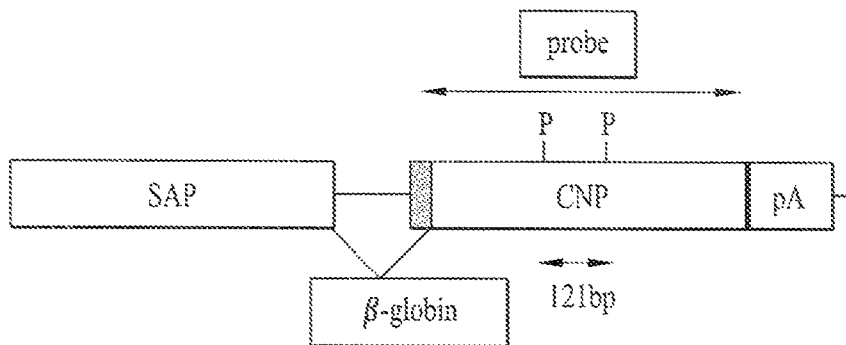 probe
P P
SAP
CNP
pA
121bp
β-globin